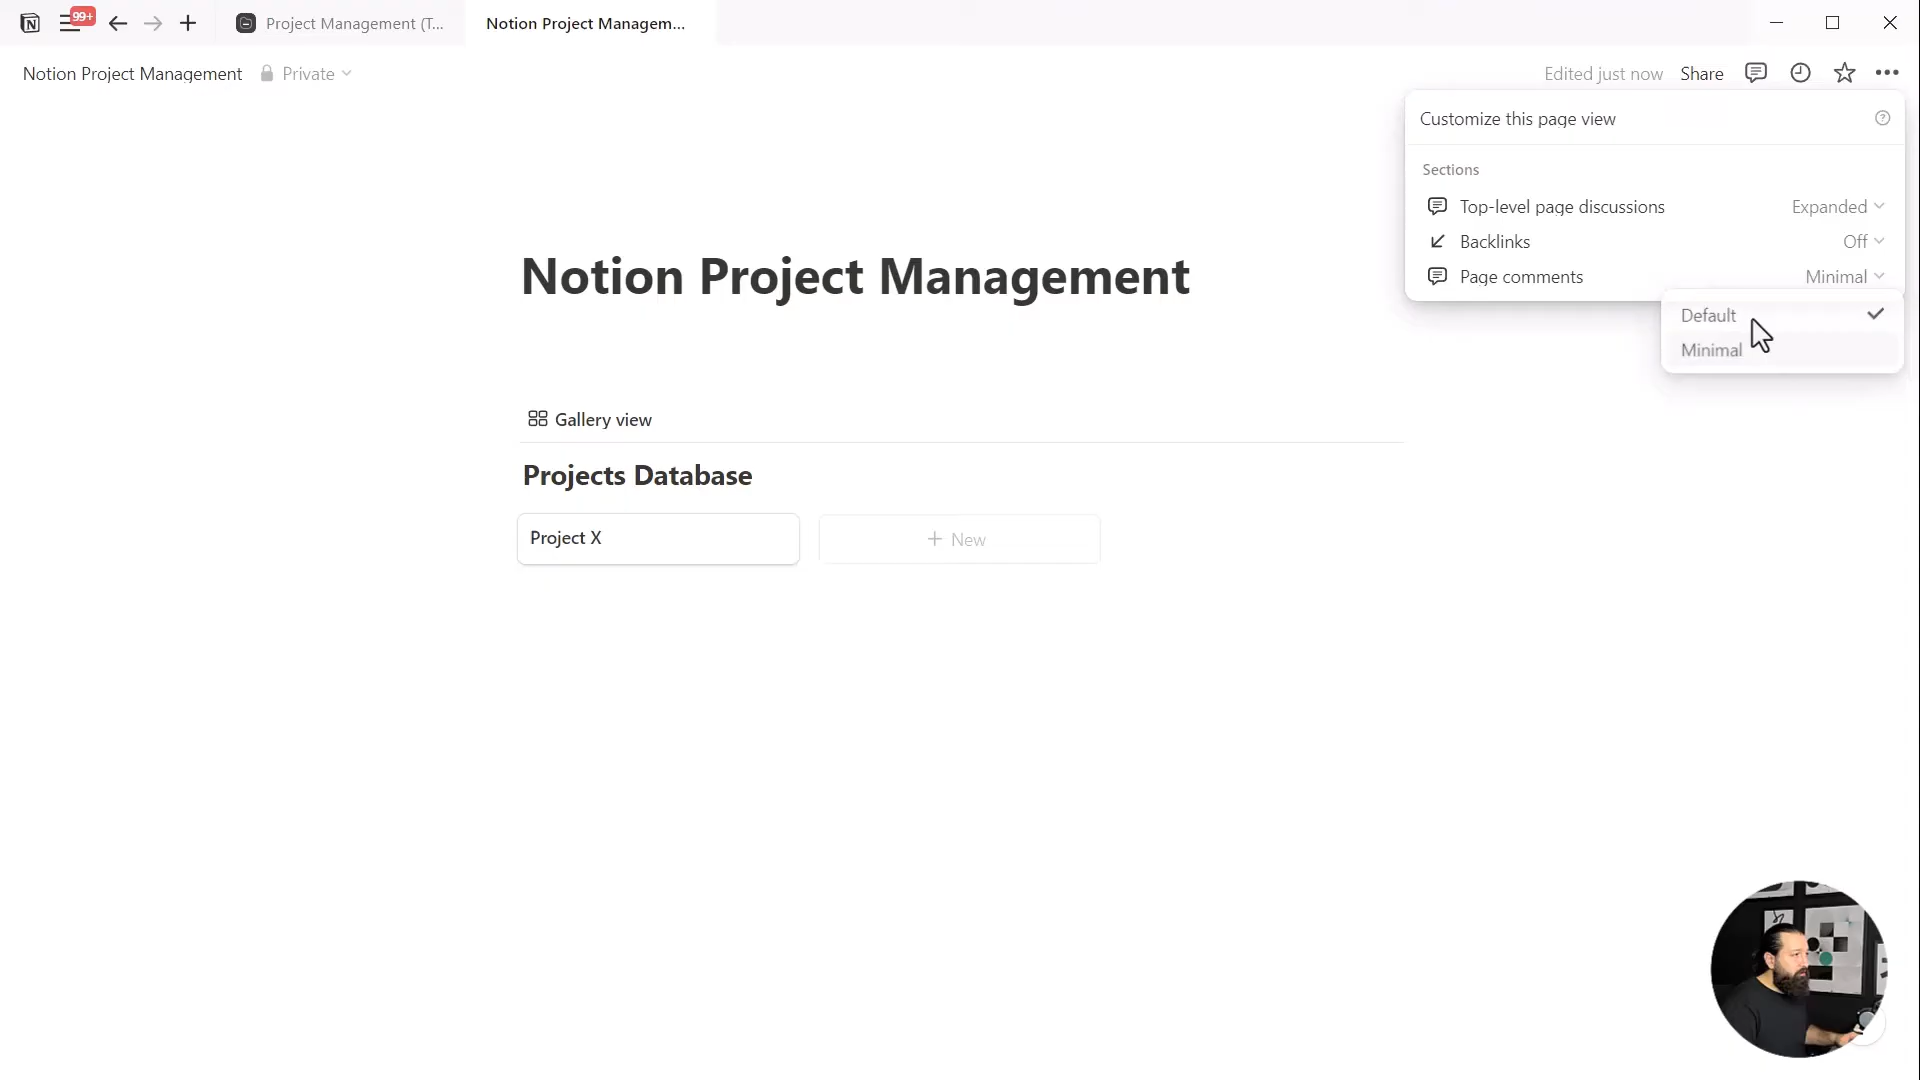 99+
Project Management (T...
Notion Project Managem...
Notion Project Management
Private
Edited just now
Share
Customize this page view
Sections
Top-level page discussions
Expanded
Backlinks
Off
Page comments
Minimal
Default
Minimal
Notion Project Management
Gallery view
Projects Database
Project X
+ New